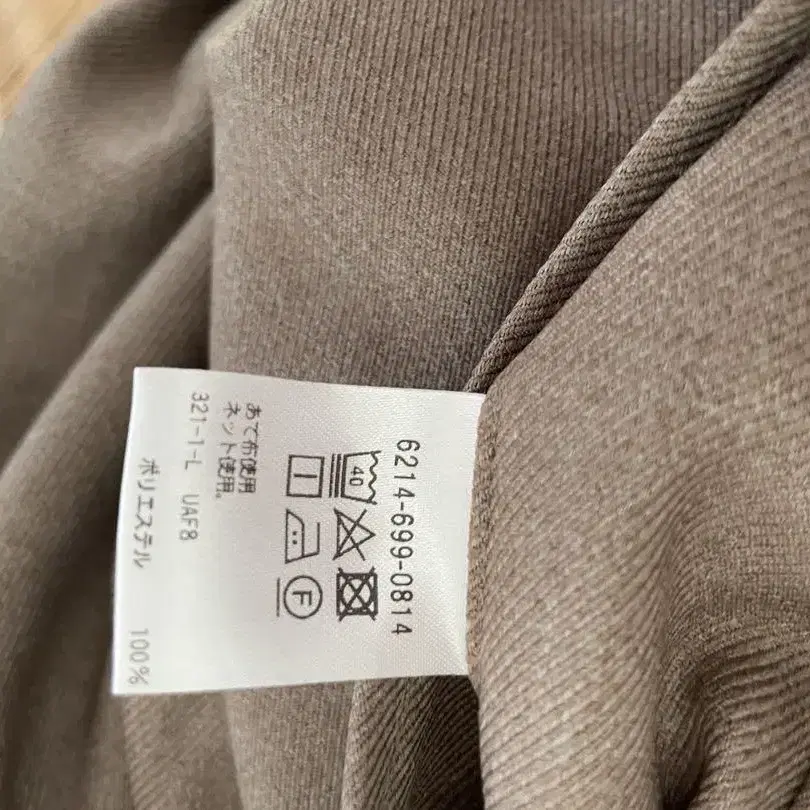 6214-699-0814
40
F
あて布使用
ネット使用。
321-1-L UAF8
ポリエステル 100%